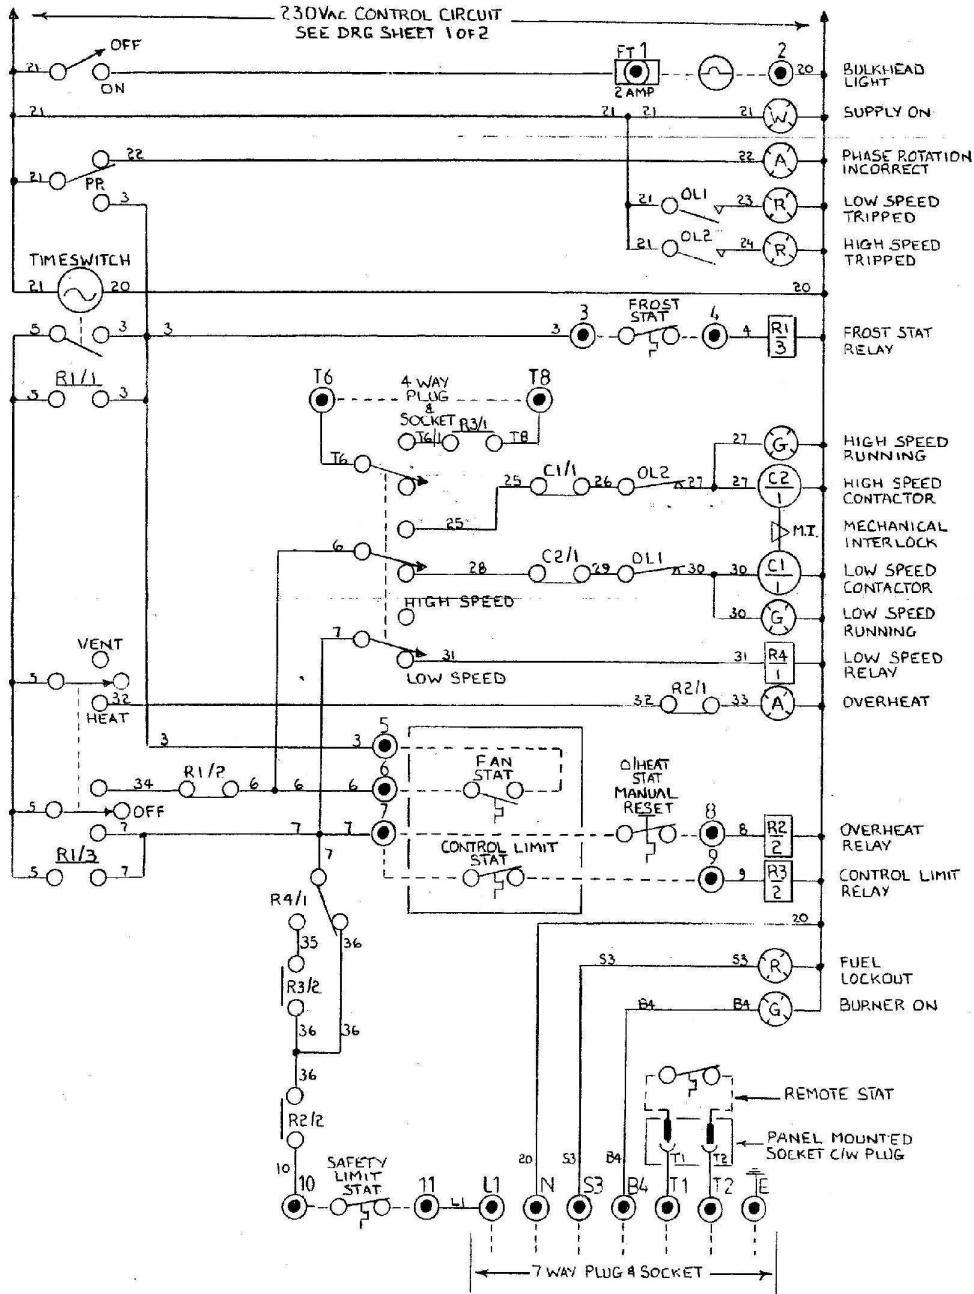 230VAC CONTROL CIRCUIT
SEE DRG SHEET 1 OF 2
OFF
21
ON
FT 1
2 AMP
2
20
BULKHEAD
LIGHT
21
21
21
21
W
SUPPLY ON
22
22
A
PHASE ROTATION
INCORRECT
21
PR
3
21
OL1
23
R
LOW SPEED
TRIPPED
21
OL2
24
R
HIGH SPEED
TRIPPED
TIMESWITCH
21
20
20
5
3
3
3
3
FROST
STAT
4
4
R1
3
FROST STAT
RELAY
R1/1
5
3
T6
4 WAY
PLUG
&
SOCKET
T8
T6/1
R3/1
T8
27
G
HIGH SPEED
RUNNING
T6
25
C1/1
26
OL2
27
27
C2
1
HIGH SPEED
CONTACTOR
25
M.I.
MECHANICAL
INTERLOCK
6
28
C2/1
29
OL1
30
30
C1
1
LOW SPEED
CONTACTOR
HIGH SPEED
30
G
LOW SPEED
RUNNING
7
31
31
R4
1
LOW SPEED
RELAY
LOW SPEED
VENT
5
32
HEAT
32
R2/1
33
A
OVERHEAT
3
3
5
FAN
STAT
34
R1/2
6
6
6
6
O/HEAT
STAT
MANUAL
RESET
5
OFF
7
7
7
7
8
8
R2
2
OVERHEAT
RELAY
R1/3
5
7
7
CONTROL LIMIT
STAT
9
9
R3
2
CONTROL LIMIT
RELAY
R4/1
35
36
20
R3/2
S3
S3
R
FUEL
LOCKOUT
36
36
B4
B4
G
BURNER ON
36
R2/2
REMOTE STAT
PANEL MOUNTED
SOCKET C/W PLUG
T1
T2
10
20
S3
B4
10
SAFETY
LIMIT
STAT
11
L1
L1
N
S3
B4
T1
T2
E
7 WAY PLUG & SOCKET